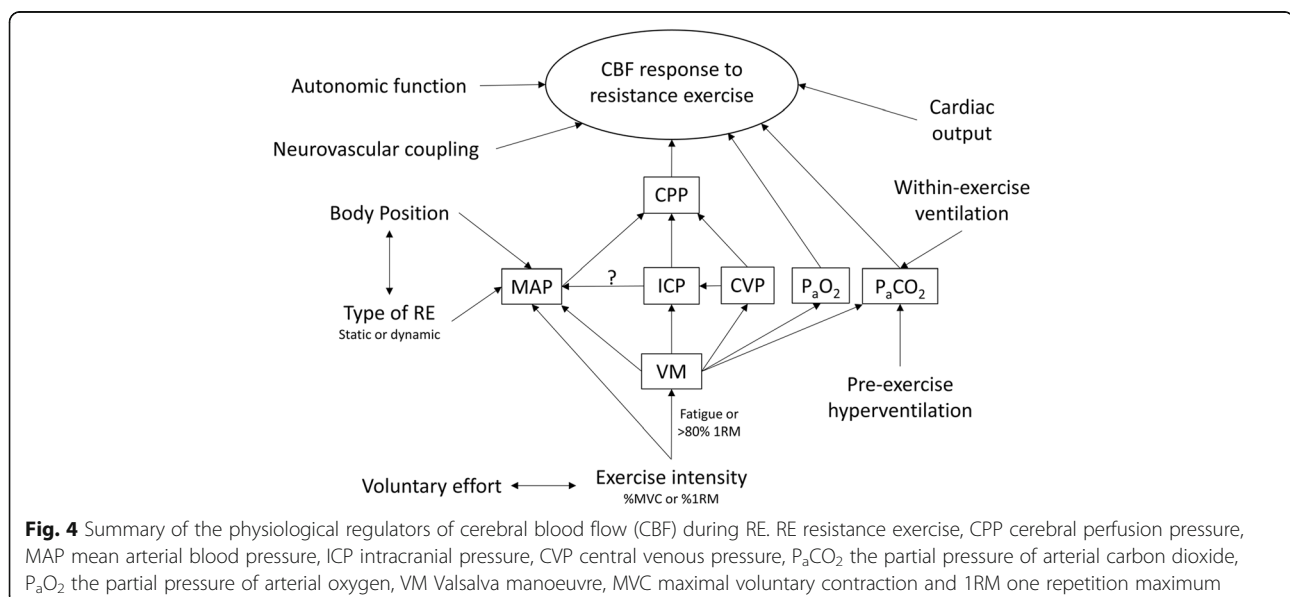 CBF response to
resistance exercise
Autonomic function
Cardiac
output
Neurovascular coupling
Within-exercise
ventilation
CPP
Body Position
?
MAP
ICP
CVP
PaO2
PaCO2
Type of RE
Static or dynamic
VM
Pre-exercise
hyperventilation
Fatigue or
>80% 1RM
Exercise intensity
Voluntary effort
%MVC or %1RM
Fig. 4 Summary of the physiological regulators of cerebral blood flow (CBF) during RE. RE resistance exercise, CPP cerebral perfusion pressure,
MAP mean arterial blood pressure, ICP intracranial pressure, CVP central venous pressure, PaCO2 the partial pressure of arterial carbon dioxide,
PaO2 the partial pressure of arterial oxygen, VM Valsalva manoeuvre, MVC maximal voluntary contraction and 1RM one repetition maximum